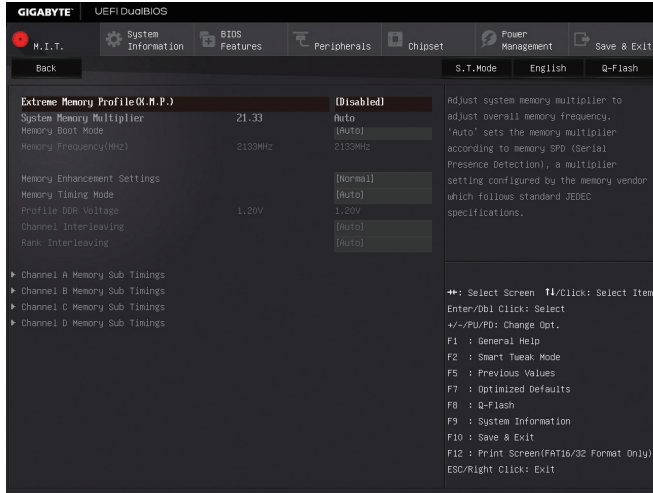 GIGABYTE™ UEFI DualBIOS
M.I.T. System Information BIOS Features Peripherals Chipset Power Management Save & Exit
Back S.T.Mode English Q-Flash
Extreme Memory Profile(X.M.P.) [Disabled]
System Memory Multiplier 21.33 Auto
Memory Boot Mode [Auto]
Memory Frequency(MHz) 2133MHz 2133MHz
Memory Enhancement Settings [Normal]
Memory Timing Mode [Auto]
Profile DDR Voltage 1.20V 1.20V
Channel Interleaving [Auto]
Rank Interleaving [Auto]
Channel A Memory Sub Timings
Channel B Memory Sub Timings
Channel C Memory Sub Timings
Channel D Memory Sub Timings
Adjust system memory multiplier to
adjust overall memory frequency.
'Auto' sets the memory multiplier
according to memory SPD (Serial
Presence Detection), a multiplier
setting configured by the memory vendor
which follows standard JEDEC
specifications.
→←: Select Screen ↑↓/Click: Select Item
Enter/Dbl Click: Select
+/-/PU/PD: Change Opt.
F1 : General Help
F2 : Smart Tweak Mode
F5 : Previous Values
F7 : Optimized Defaults
F8 : Q-Flash
F9 : System Information
F10 : Save & Exit
F12 : Print Screen(FAT16/32 Format Only)
ESC/Right Click: Exit